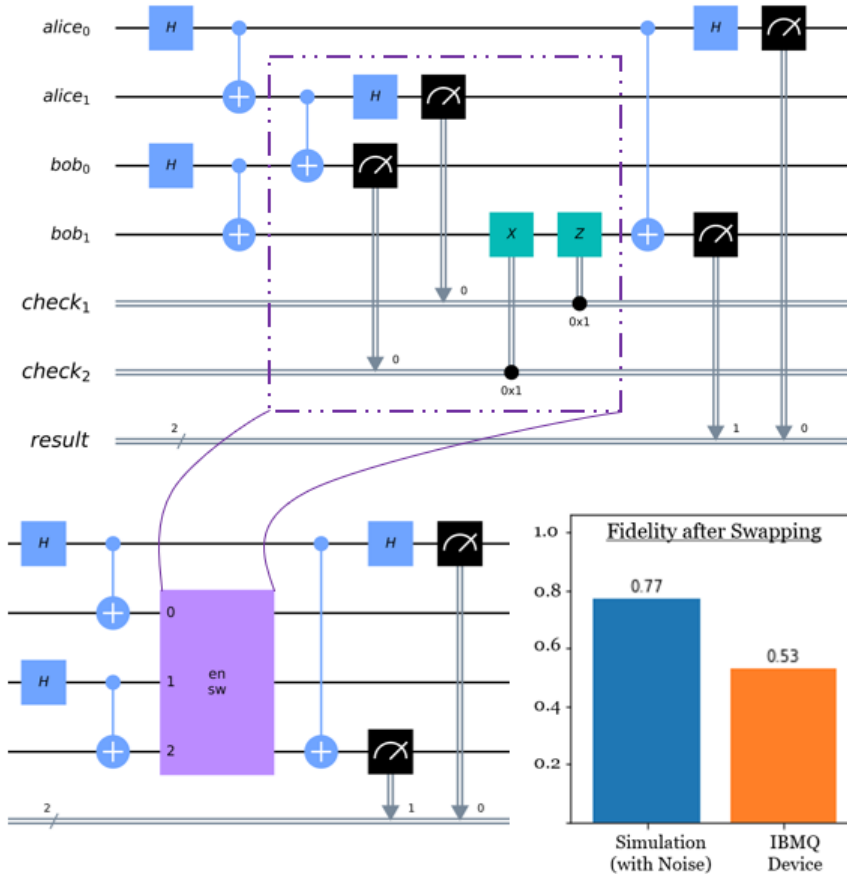 alice0 H H
alice1 H
bob0 H
bob1 X Z
check1 0 0x1
check2 0 0x1
result 2 1 0
H H
0
H 1 en
sw
2
2 1 0
Fidelity after Swapping
1.0
0.8
0.6
0.4
0.2
0.77
0.53
Simulation
(with Noise)
IBMQ
Device